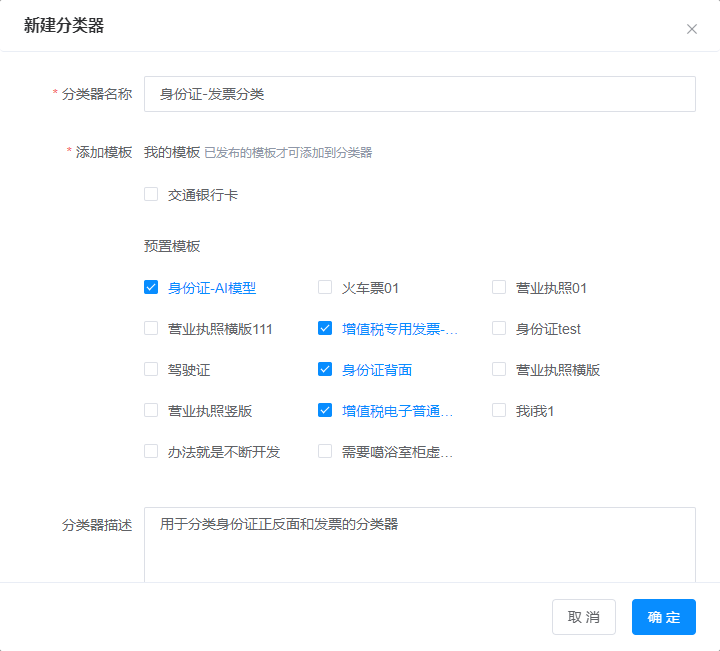 新建分类器
* 分类器名称 身份证-发票分类
* 添加模板 我的模板 已发布的模板才可添加到分类器
交通银行卡
预置模板
身份证-AI模型 火车票01 营业执照01
营业执照横版111 增值税专用发票-... 身份证test
驾驶证 身份证背面 营业执照横版
营业执照竖版 增值税电子普通... 我i我1
办法就是不断开发 需要噶浴室柜虚...
分类器描述 用于分类身份证正反面和发票的分类器
取消 确定